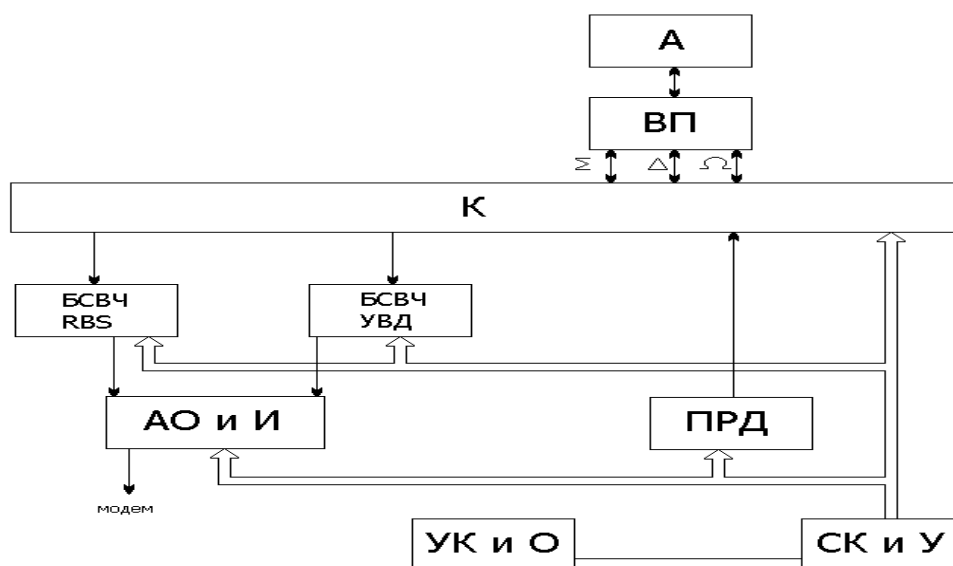 А
ВП
Σ Δ Ω
К
БСВЧ
RBS
БСВЧ
УВД
АО и И
ПРД
модем
УК и О
СК и У